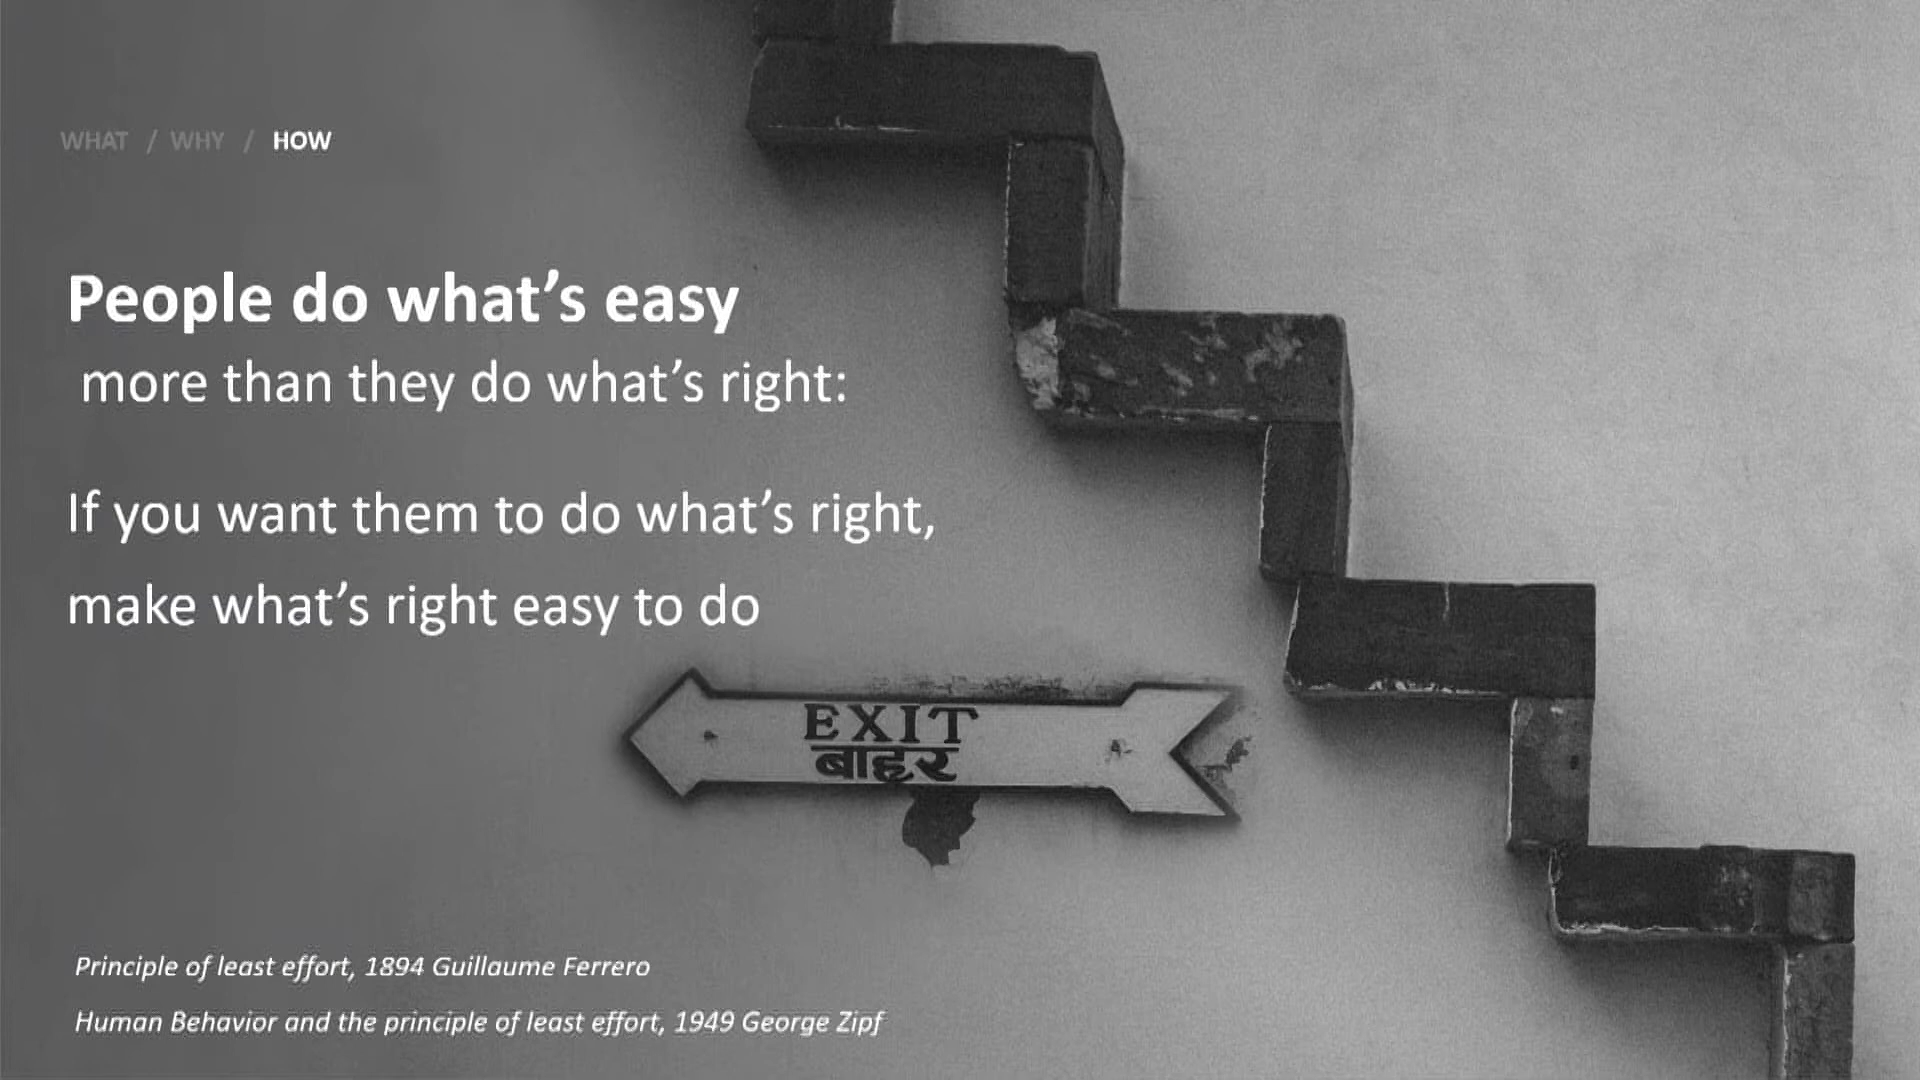 WHAT / WHY / HOW
People do what’s easy
more than they do what’s right:
If you want them to do what’s right,
make what’s right easy to do
EXIT
बाहर
Principle of least effort, 1894 Guillaume Ferrero
Human Behavior and the principle of least effort, 1949 George Zipf